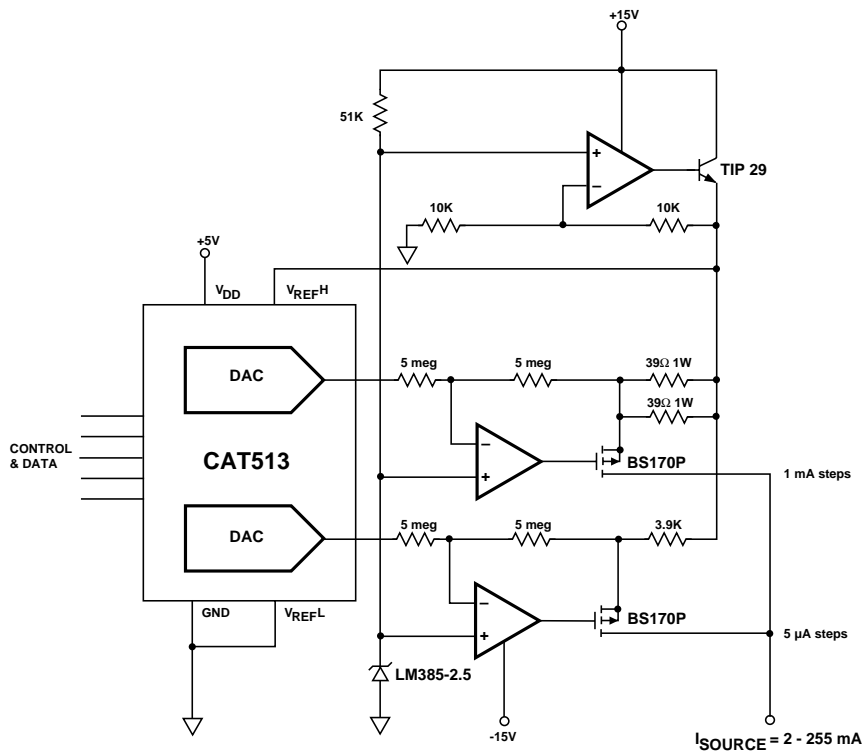 +15V
51K
+
−
TIP 29
10K
10K
+5V
VDD
VREFH
5 meg
5 meg
39Ω 1W
39Ω 1W
DAC
−
+
BS170P
CONTROL
& DATA
CAT513
1 mA steps
5 meg
5 meg
3.9K
DAC
−
+
BS170P
GND
VREFL
5 µA steps
LM385-2.5
-15V
ISOURCE = 2 - 255 mA